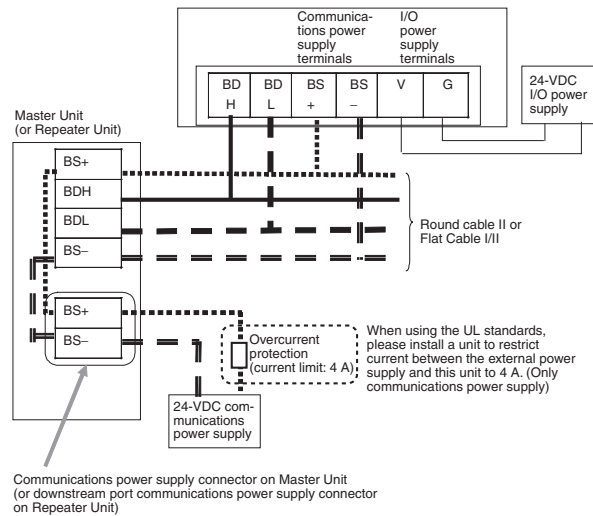 Communica-
tions power
supply
terminals
I/O
power
supply
terminals
BD
H
BD
L
BS
+
BS
–
V
G
24-VDC
I/O power
supply
Master Unit
(or Repeater Unit)
BS+
BDH
BDL
BS–
Round cable II or
Flat Cable I/II
BS+
BS–
Overcurrent
protection
(current limit: 4 A)
When using the UL standards,
please install a unit to restrict
current between the external power
supply and this unit to 4 A. (Only
communications power supply)
24-VDC com-
munications
power supply
Communications power supply connector on Master Unit
(or downstream port communications power supply connector
on Repeater Unit)